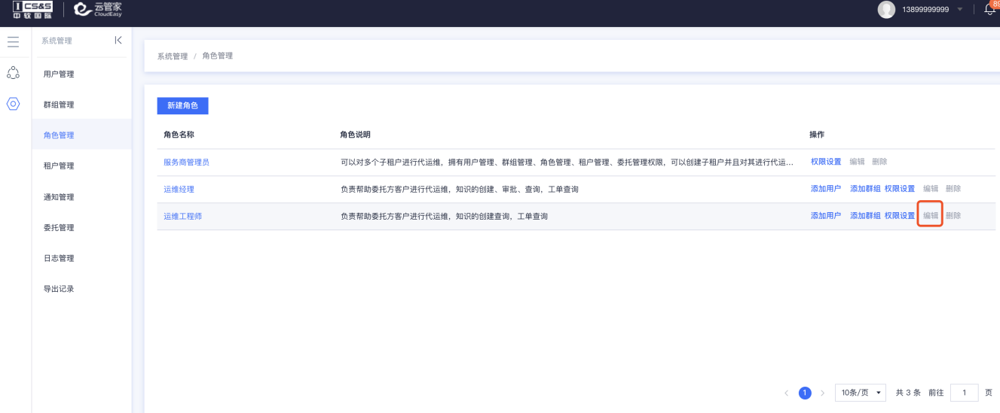 CS&S 云管家
中软国际 CloudEasy
13899999999
89
系统管理
用户管理
群组管理
角色管理
租户管理
通知管理
委托管理
日志管理
导出记录
系统管理 / 角色管理
新建角色
角色名称 角色说明 操作
服务商管理员 可以对多个子租户进行代运维，拥有用户管理、群组管理、角色管理、租户管理、委托管理权限，可以创建子租户并且对其进行代运... 权限设置 编辑 删除
运维经理 负责帮助委托方客户进行代运维，知识的创建、审批、查询，工单查询 添加用户 添加群组 权限设置 编辑 删除
运维工程师 负责帮助委托方客户进行代运维，知识的创建查询，工单查询 添加用户 添加群组 权限设置 编辑 删除
< 1 > 10条/页 共 3 条 前往 1 页